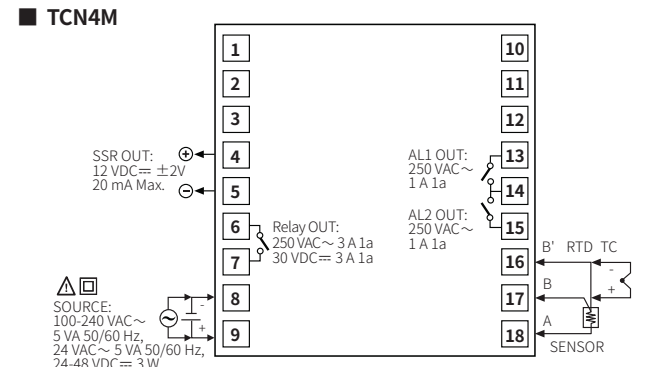 ■ TCN4M
1
2
3
4
5
6
7
8
9
10
11
12
13
14
15
16
17
18
SSR OUT:
12 VDC⎓ ±2V
20 mA Max.
+
-
Relay OUT:
250 VAC～ 3 A 1a
30 VDC⎓ 3 A 1a
SOURCE:
100-240 VAC～
5 VA 50/60 Hz,
24 VAC～ 5 VA 50/60 Hz,
24-48 VDC⎓ 3 W
-
+
AL1 OUT:
250 VAC～
1 A 1a
AL2 OUT:
250 VAC～
1 A 1a
B' RTD TC
-
B
+
A
SENSOR